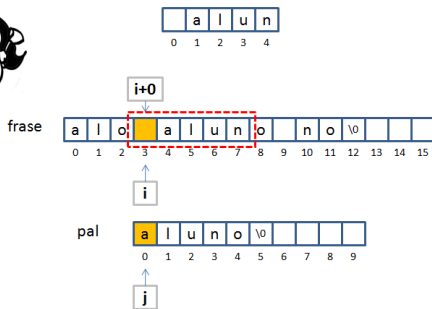 a l u n
0 1 2 3 4
i+0
frase a l o a l u n o n o \0
0 1 2 3 4 5 6 7 8 9 10 11 12 13 14 15
i
pal a l u n o \0
0 1 2 3 4 5 6 7 8 9
j